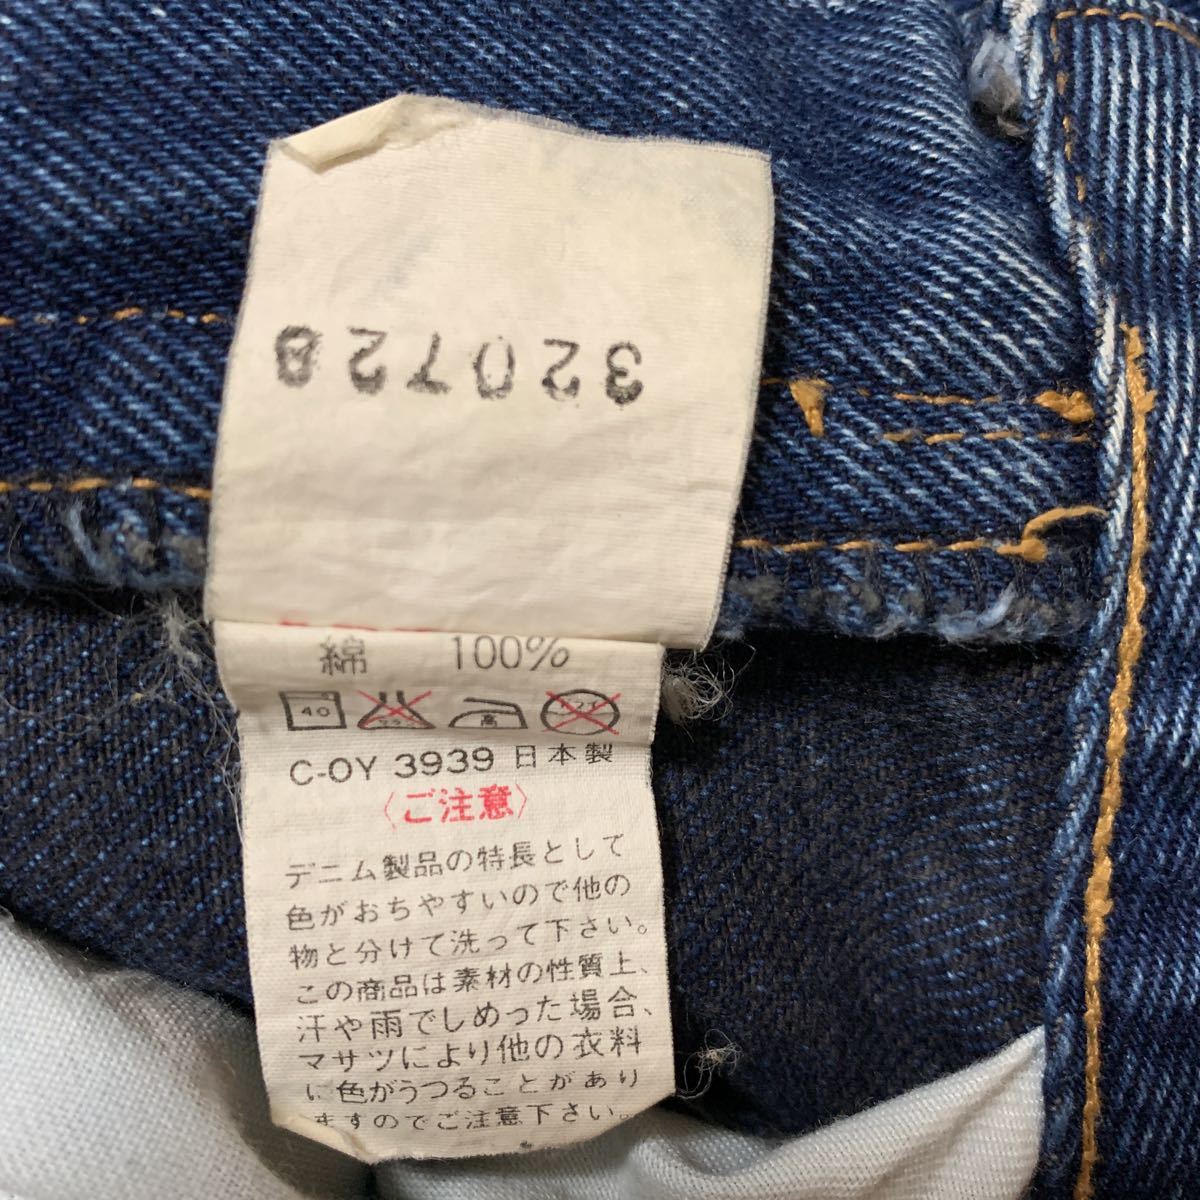 320728
綿 100%
40
高
C-OY 3939 日本製
〈ご注意〉
デニム製品の特長として
色がおちやすいので他の
物と分けて洗って下さい。
この商品は素材の性質上、
汗や雨でしめった場合、
マサツにより他の衣料
に色がうつることがあり
ますのでご注意下さい。